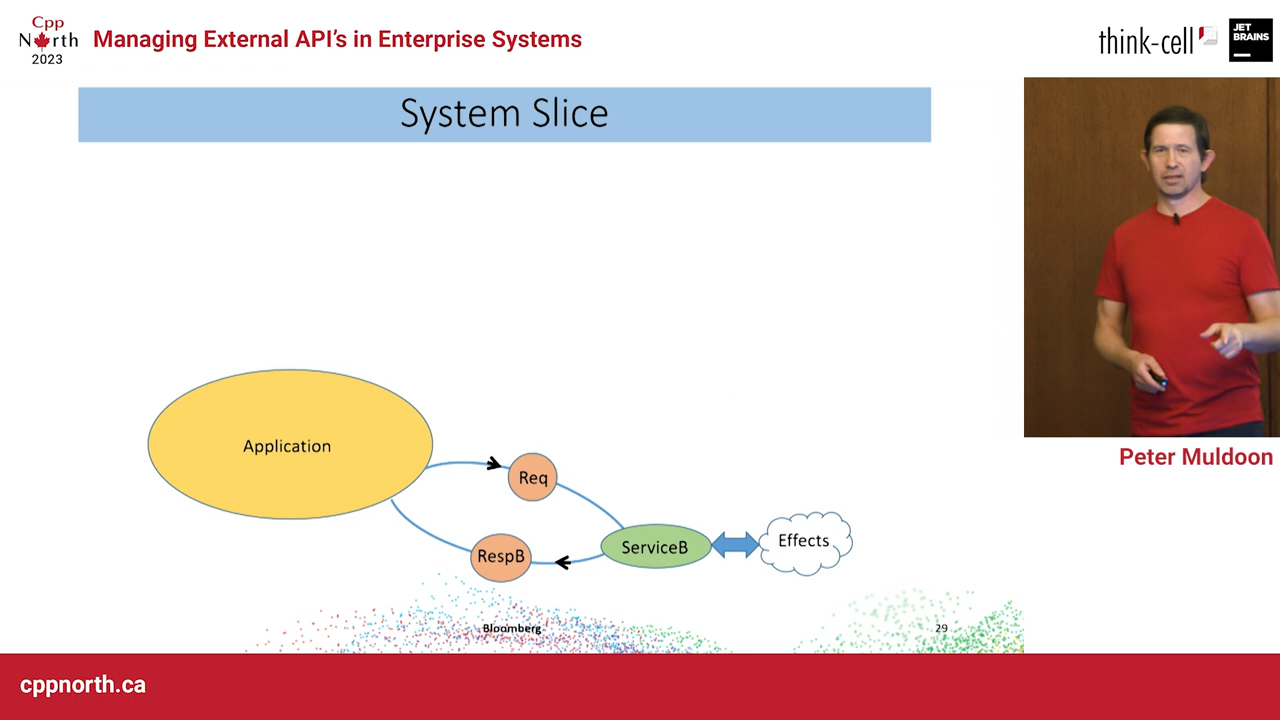 Cpp
North
2023
Managing External API's in Enterprise Systems
think-cell
JET
BRAINS
System Slice
Application
Req
RespB
ServiceB
Effects
Peter Muldoon
Bloomberg
29
cppnorth.ca